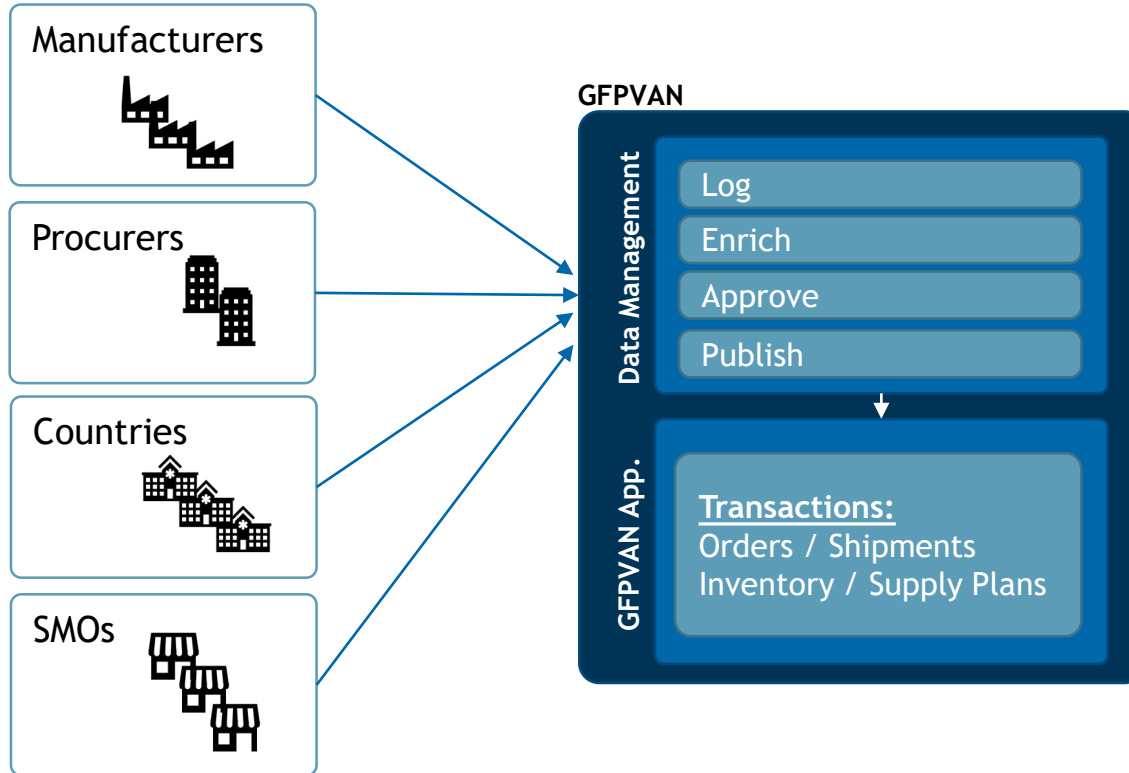 Manufacturers
Procurers
Countries
SMOs
GFPVAN
Data Management
Log
Enrich
Approve
Publish
GFPVAN App.
Transactions:
Orders / Shipments
Inventory / Supply Plans